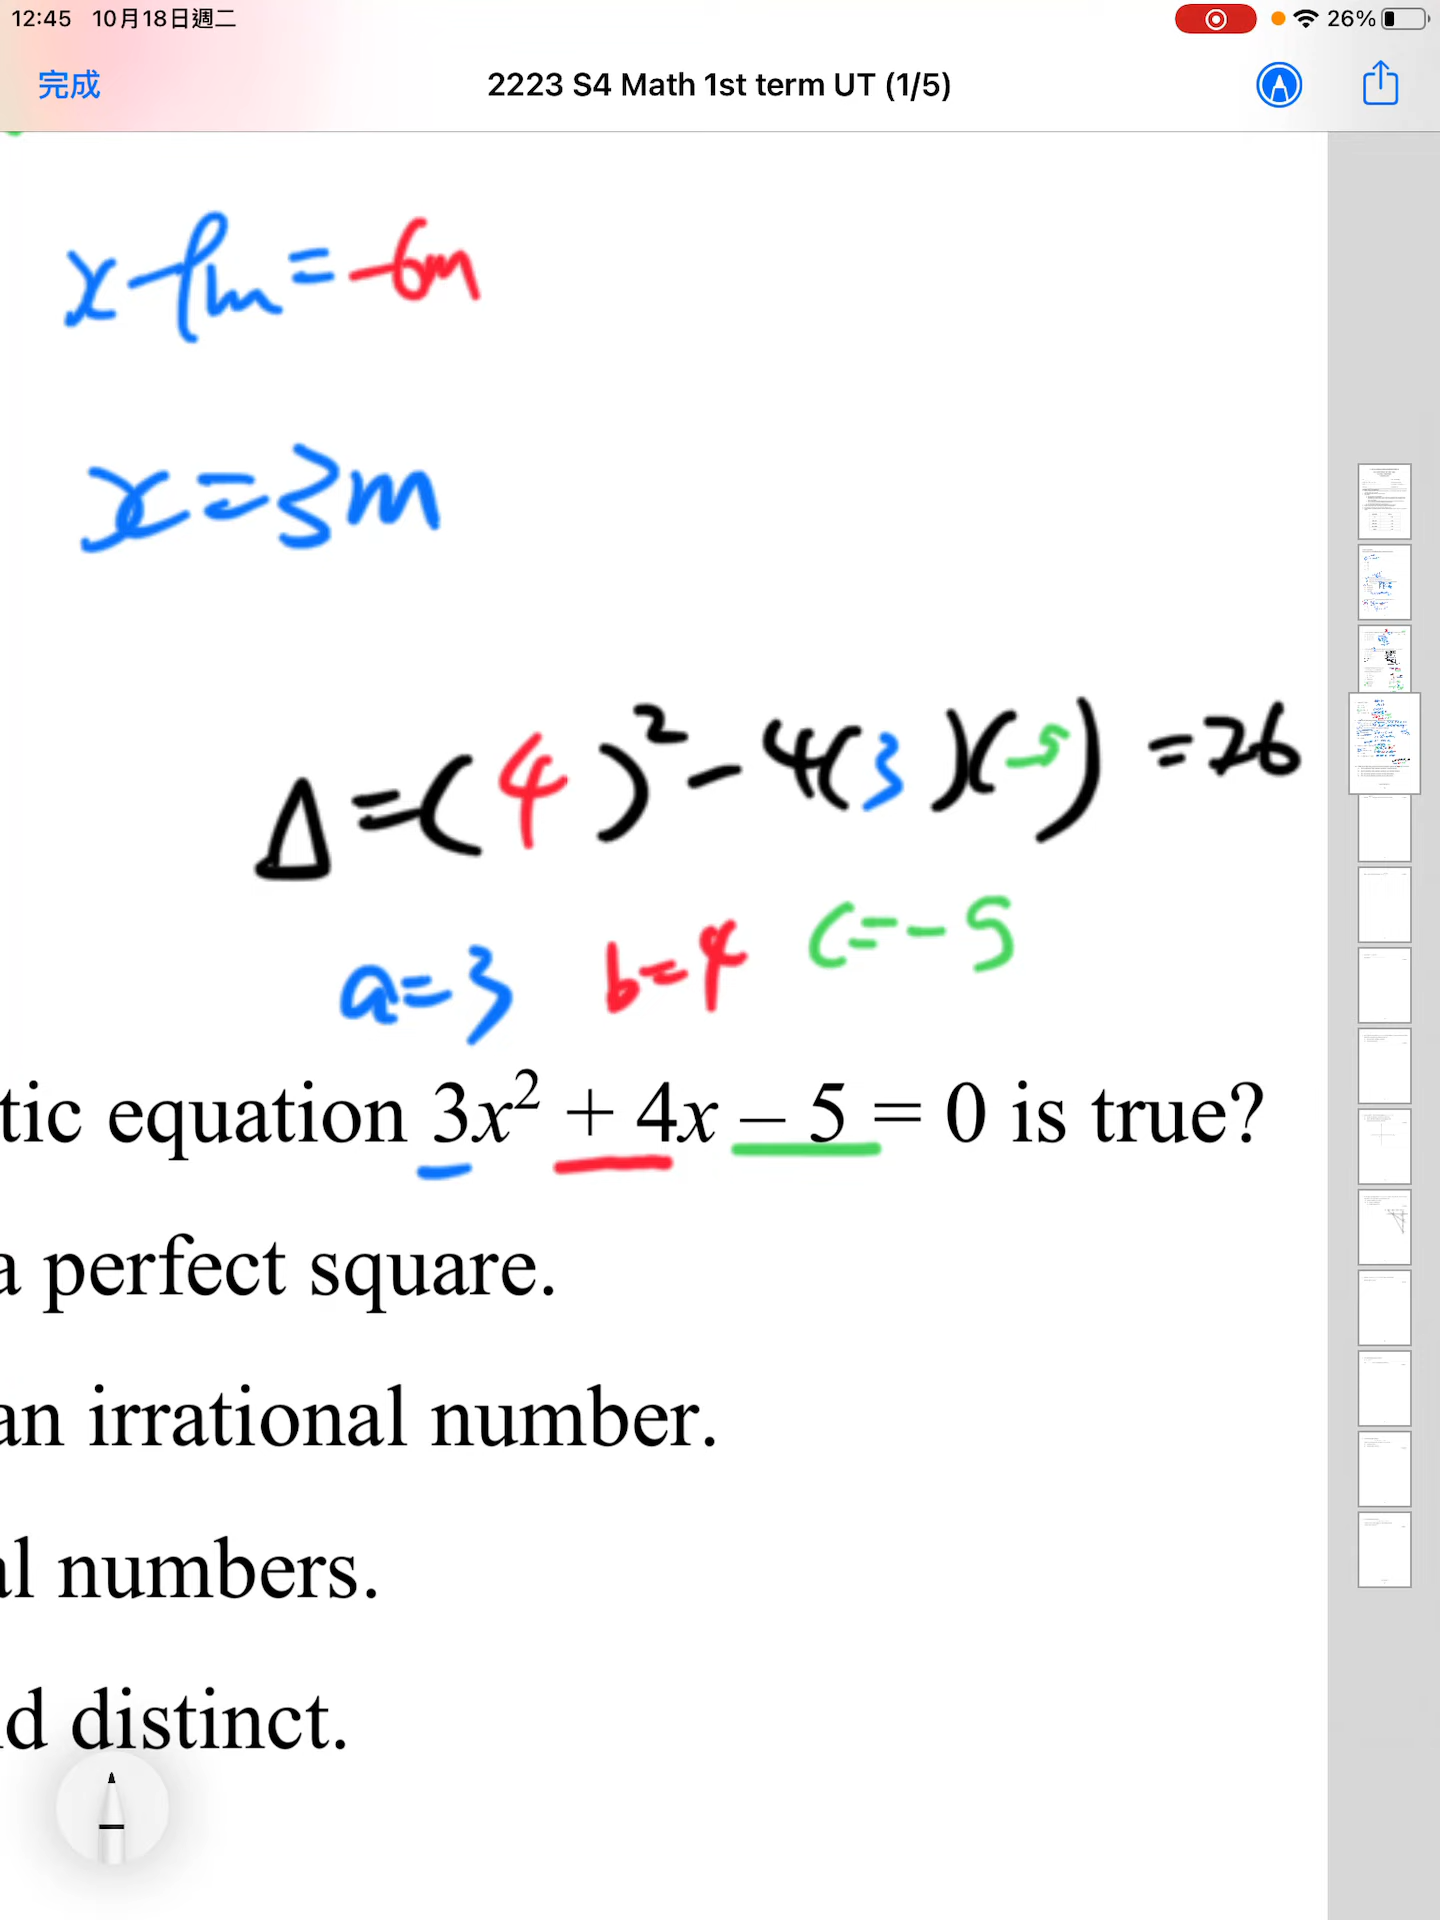 12:45 10月18日週二 26%
完成 2223 S4 Math 1st term UT (1/5)
x-9m=-6m
x=3m
Δ=(4)²-4(3)(-5)=76
a=3 b=4 c=-5
tic equation 3x² + 4x – 5 = 0 is true?
a perfect square.
an irrational number.
al numbers.
d distinct.